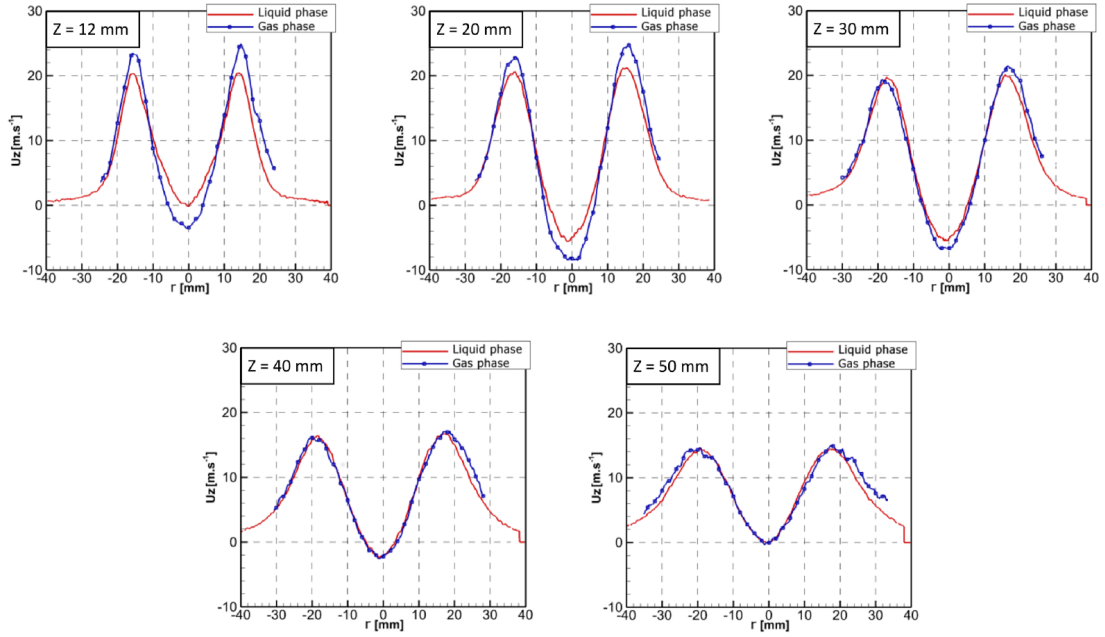 Z = 12 mm
Liquid phase
Gas phase
30
20
10
0
-10
Uz [m.s-1]
-40 -30 -20 -10 0 10 20 30 40
r [mm]
Z = 20 mm
Liquid phase
Gas phase
30
20
10
0
-10
Uz [m.s-1]
-40 -30 -20 -10 0 10 20 30 40
r [mm]
Z = 30 mm
Liquid phase
Gas phase
30
20
10
0
-10
Uz [m.s-1]
-40 -30 -20 -10 0 10 20 30 40
r [mm]
Z = 40 mm
Liquid phase
Gas phase
30
20
10
0
-10
Uz [m.s-1]
-40 -30 -20 -10 0 10 20 30 40
r [mm]
Z = 50 mm
Liquid phase
Gas phase
30
20
10
0
-10
Uz [m.s-1]
-40 -30 -20 -10 0 10 20 30 40
r [mm]